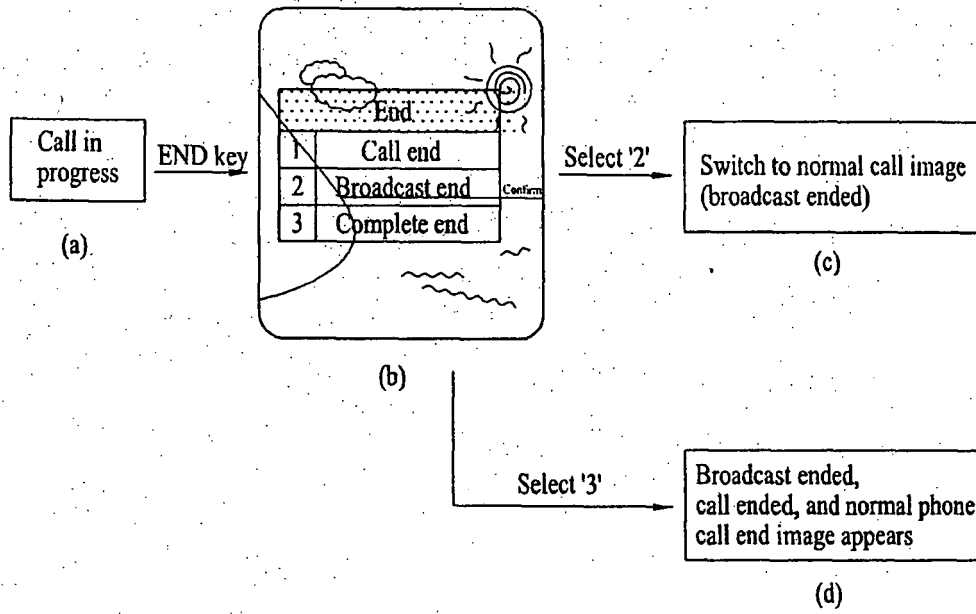 Call in
progress
(a)
END key
End
1 Call end
2 Broadcast end
Confirm
3 Complete end
(b)
Select '2'
Switch to normal call image
(broadcast ended)
(c)
Select '3'
Broadcast ended,
call ended, and normal phone
call end image appears
(d)